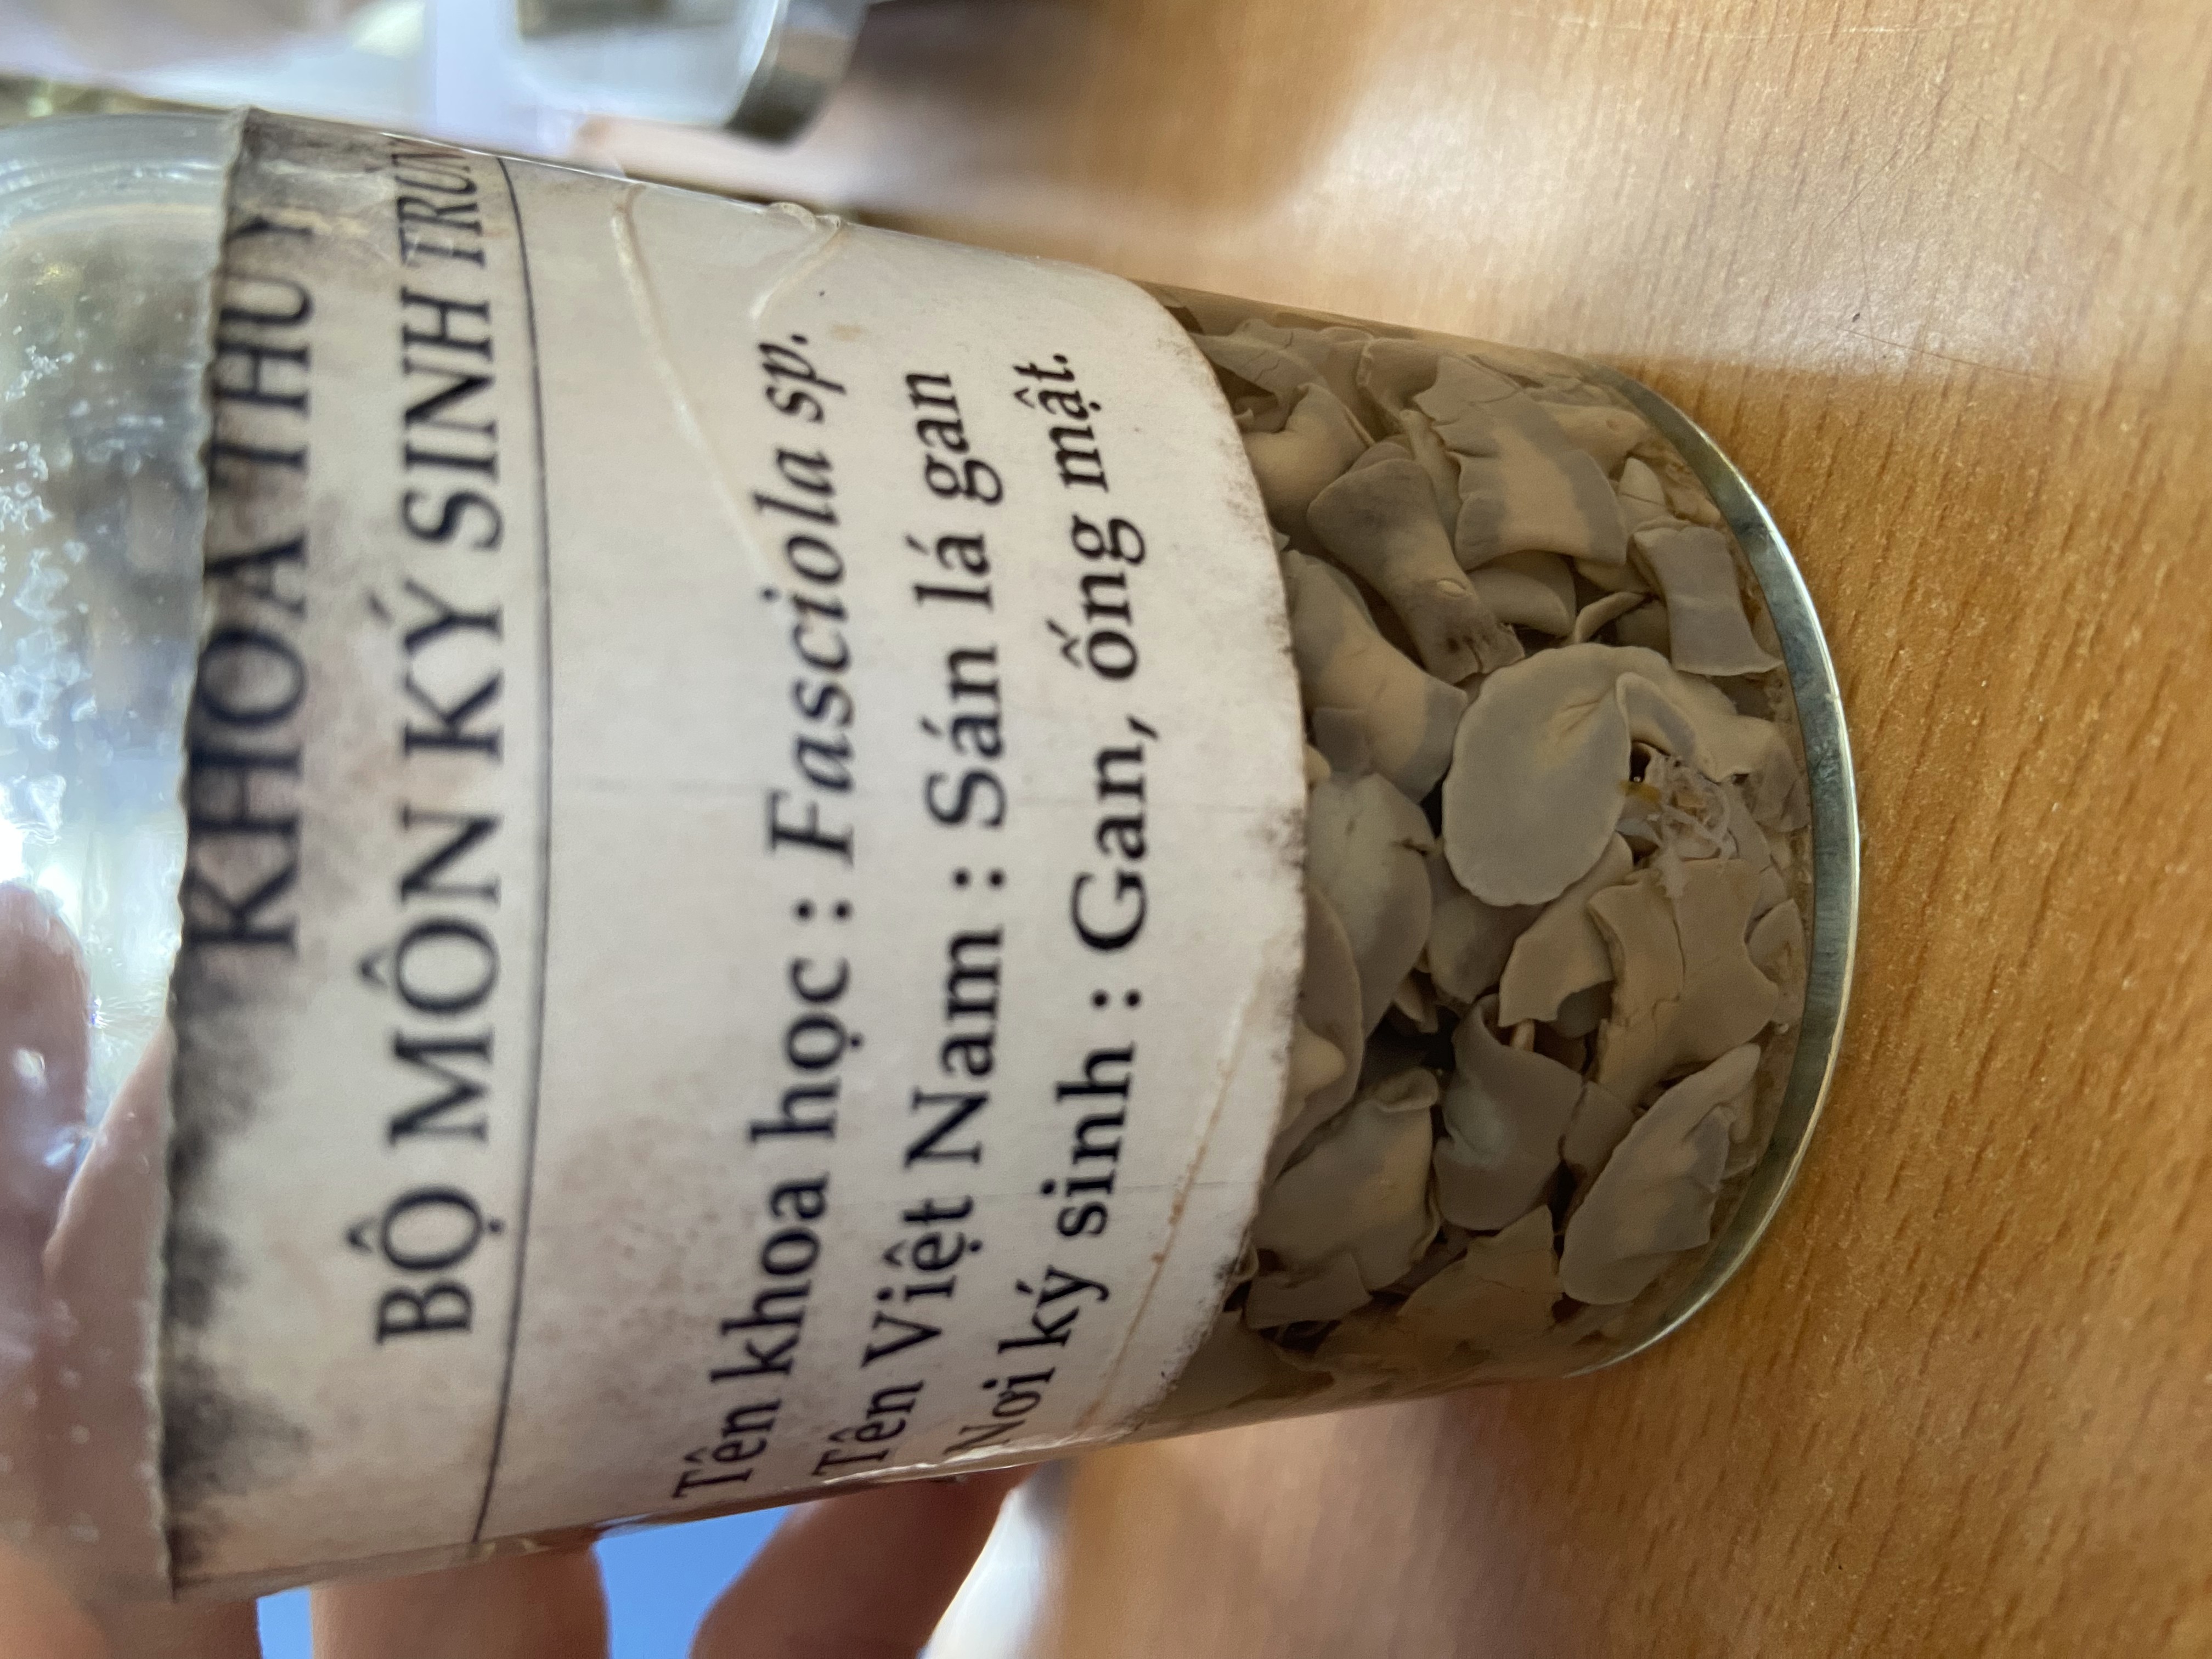 KHOA THÚ Y
BỘ MÔN KÝ SINH
Tên khoa học : Fasciola sp.
Tên Việt Nam : Sán lá gan
Nơi ký sinh : Gan, ống mật.